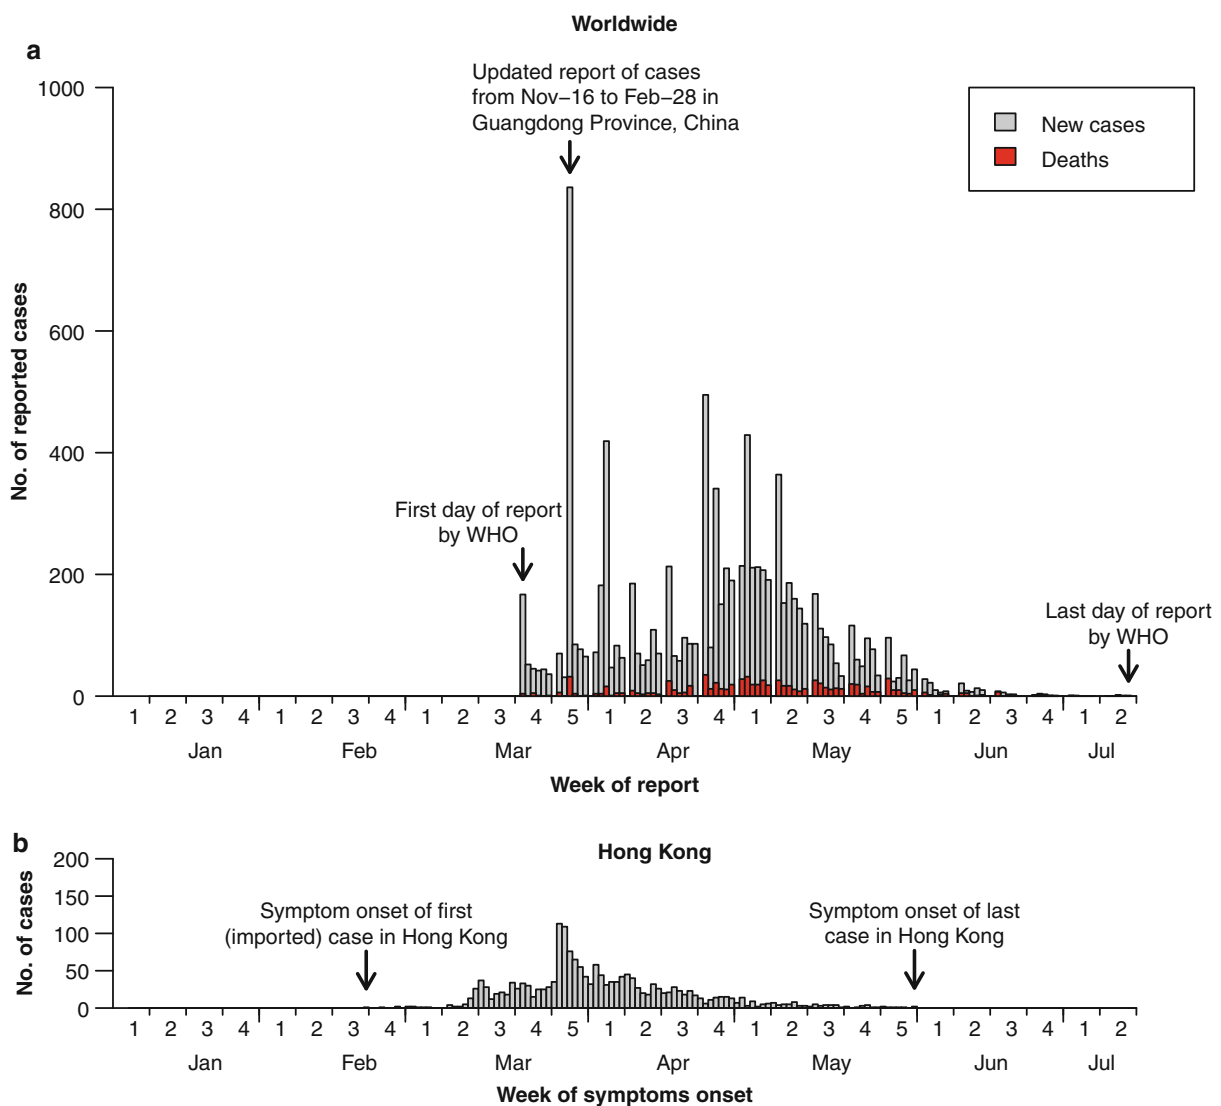 Worldwide
a
Updated report of cases
from Nov–16 to Feb–28 in
Guangdong Province, China
New cases
Deaths
1000
800
600
400
200
0
No. of reported cases
First day of report
by WHO
Last day of report
by WHO
1 2 3 4 1 2 3 4 1 2 3 4 5 1 2 3 4 1 2 3 4 5 1 2 3 4 1 2
Jan Feb Mar Apr May Jun Jul
Week of report
b
Hong Kong
200
150
100
50
0
No. of cases
Symptom onset of first
(imported) case in Hong Kong
Symptom onset of last
case in Hong Kong
1 2 3 4 1 2 3 4 1 2 3 4 5 1 2 3 4 1 2 3 4 5 1 2 3 4 1 2
Jan Feb Mar Apr May Jun Jul
Week of symptoms onset